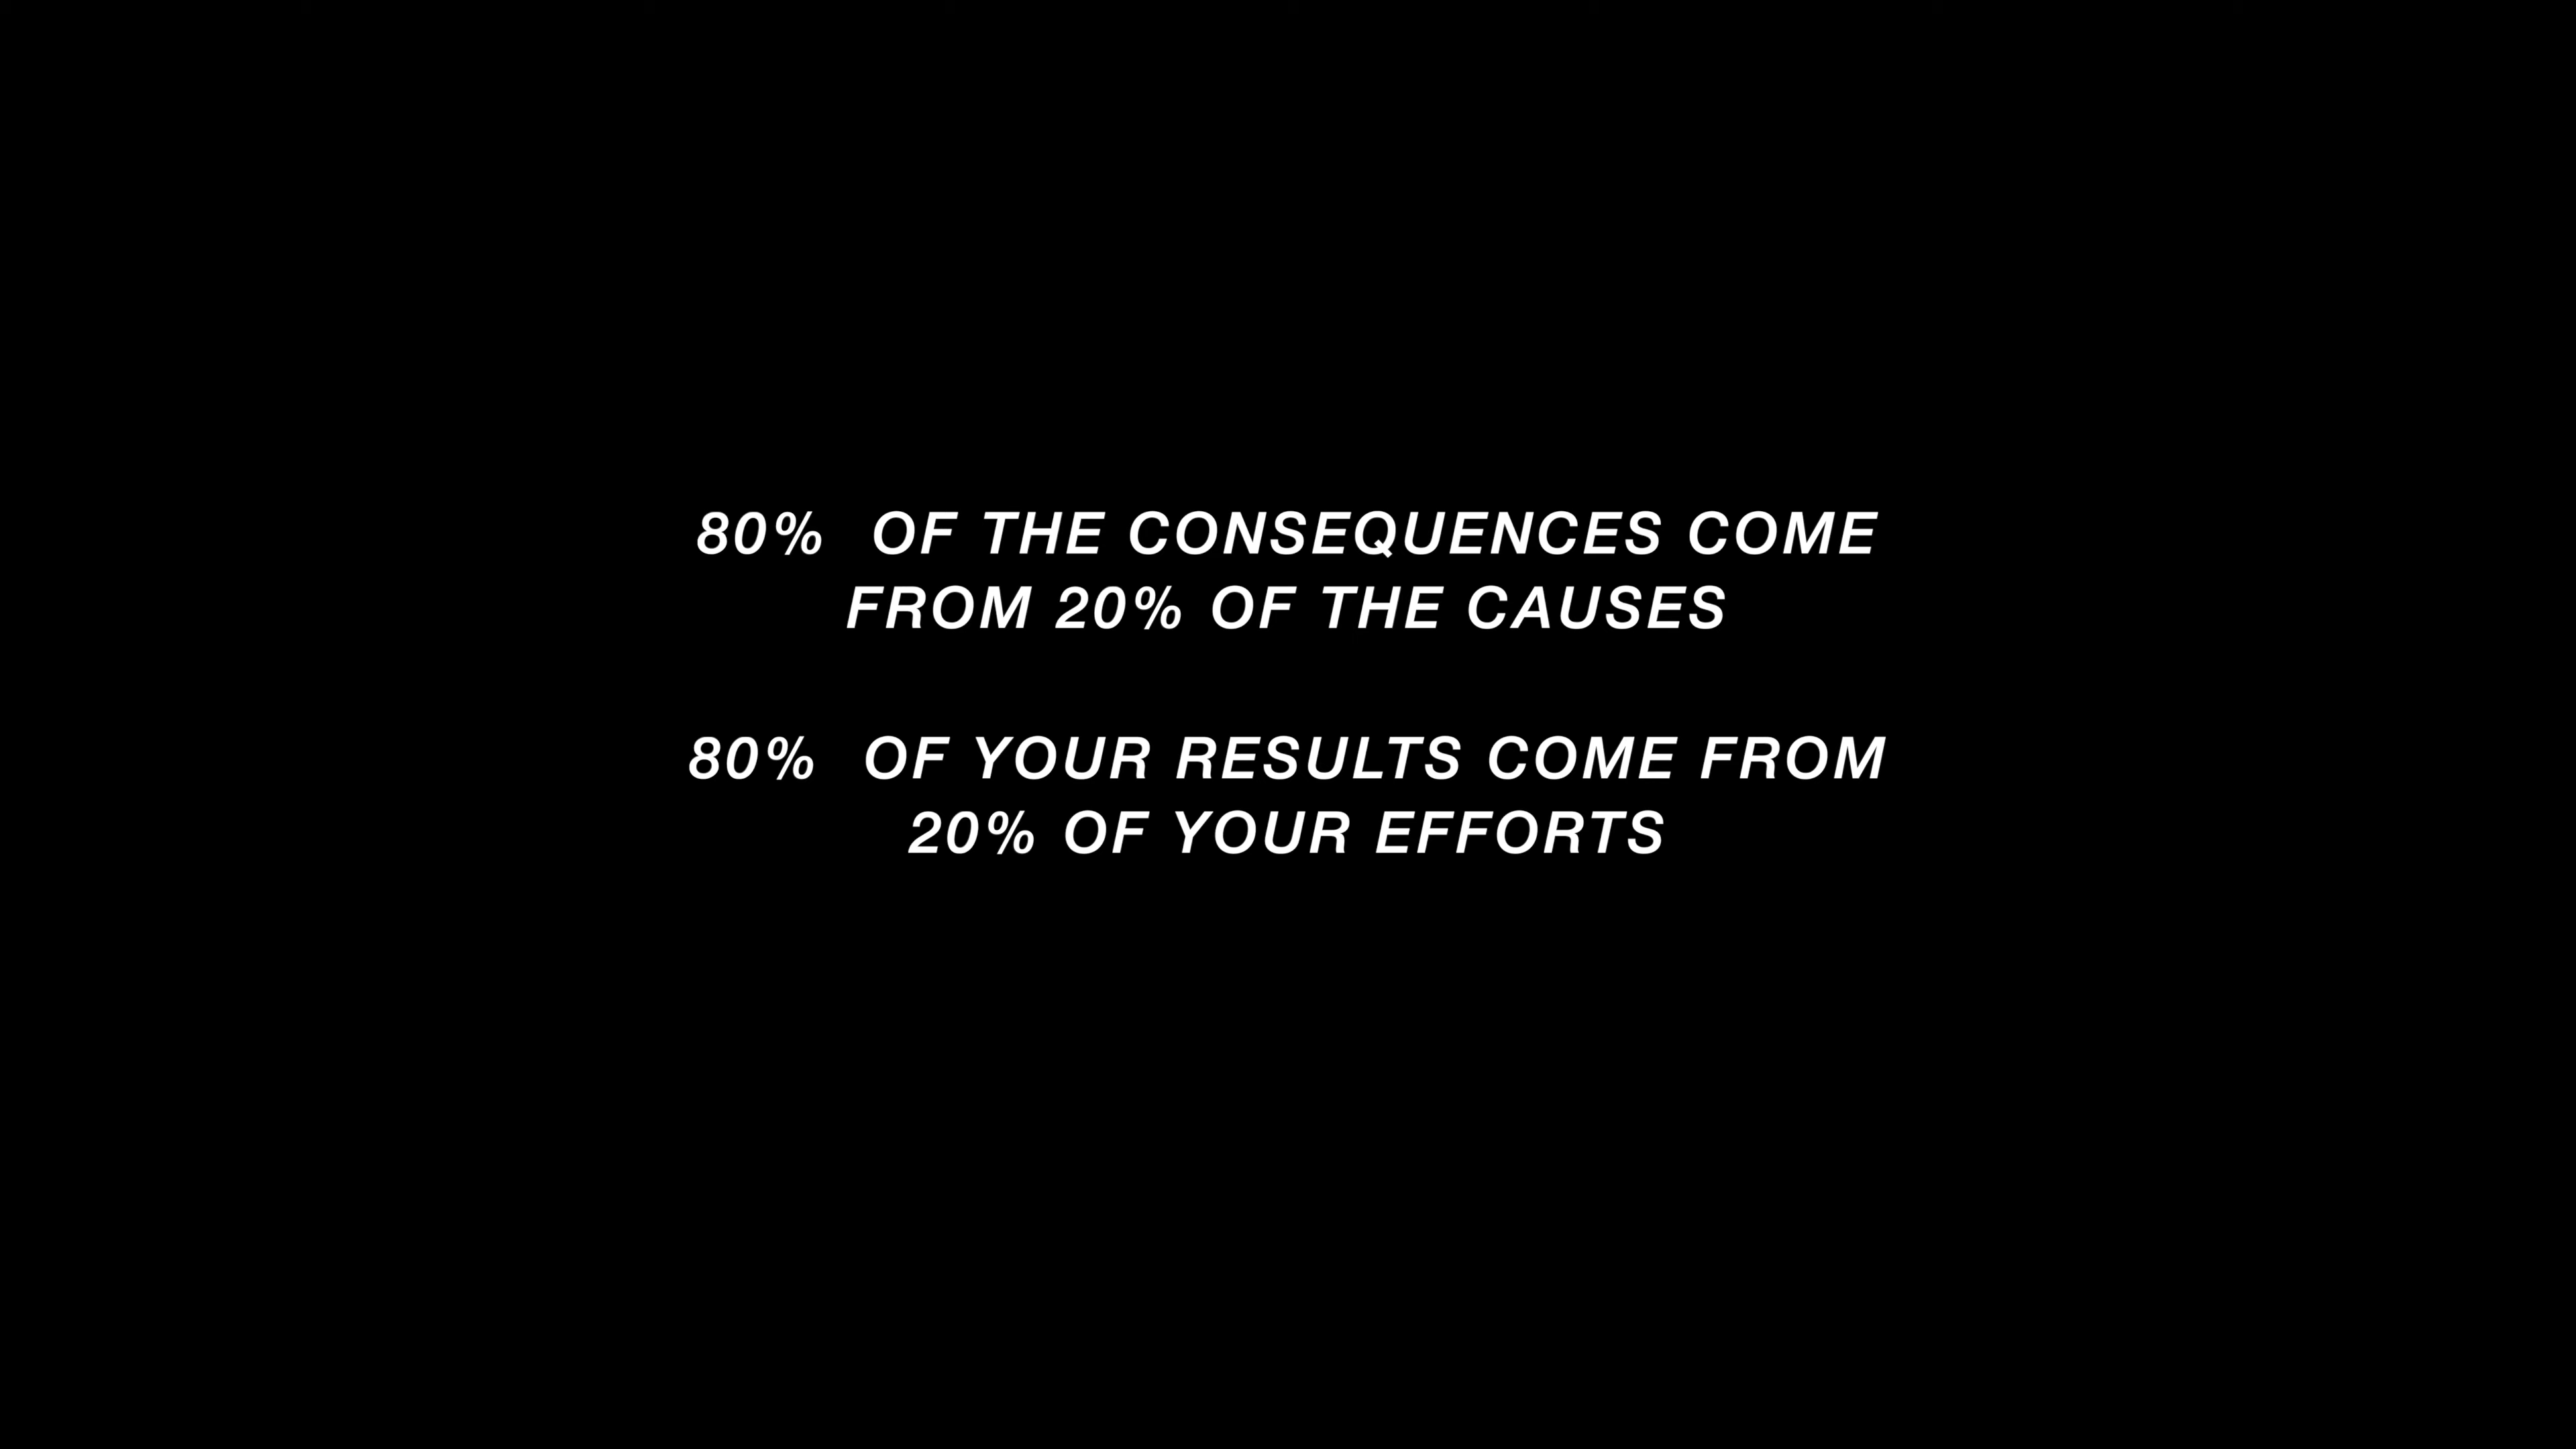 80%  OF THE CONSEQUENCES COME
FROM 20% OF THE CAUSES
80%  OF YOUR RESULTS COME FROM
20% OF YOUR EFFORTS